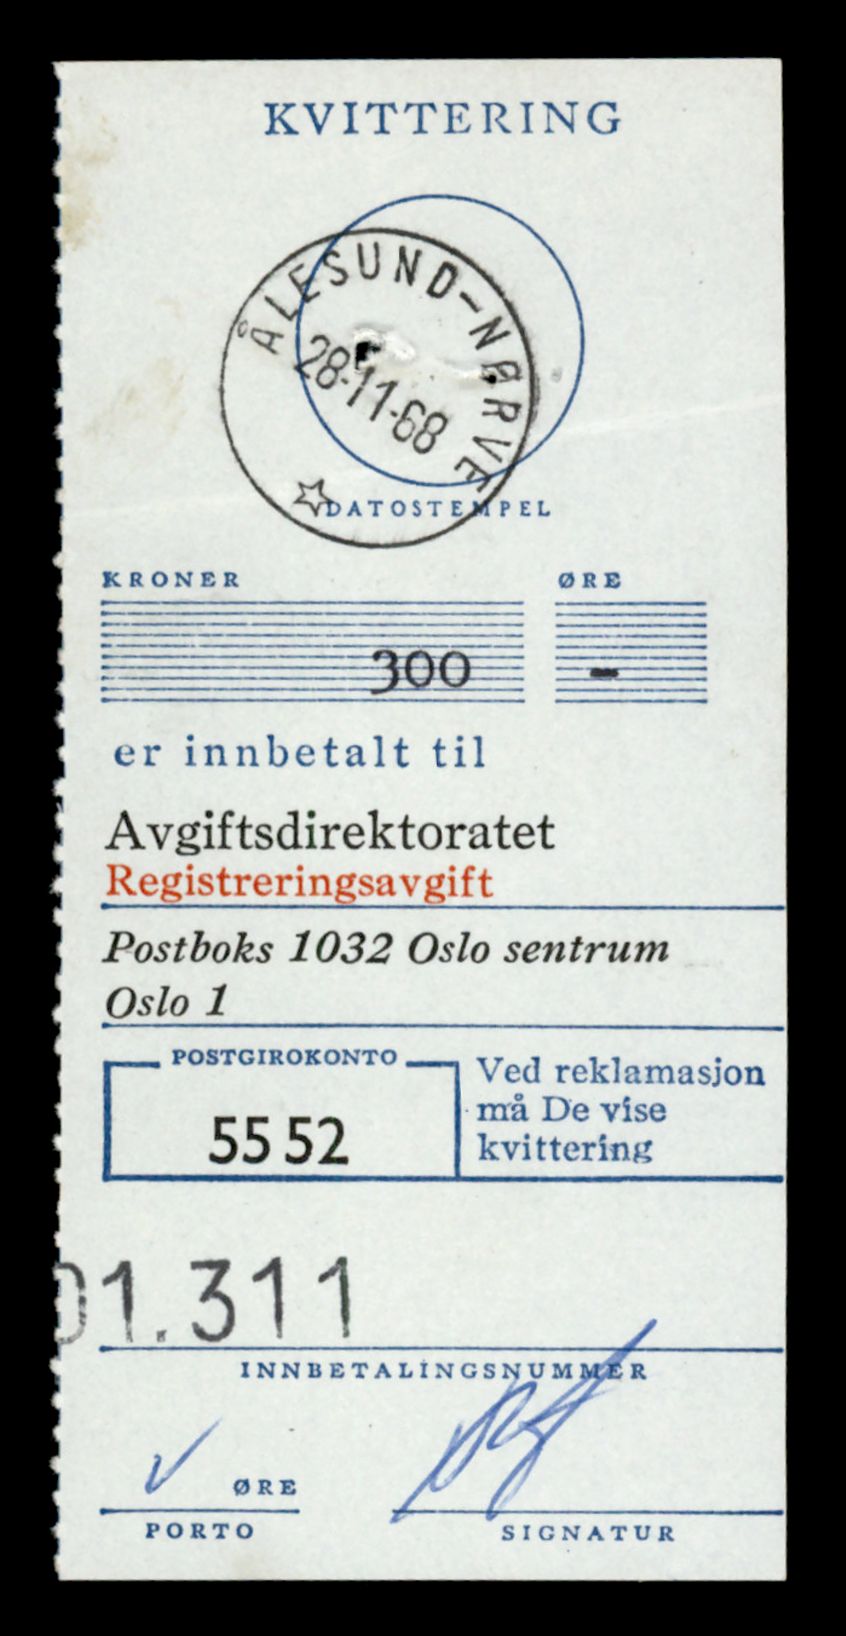 KVITTERING
ÅLESUND-NØRVE
28-11-68
DATOSTEMPEL
KRONER ØRE
300 -
er innbetalt til
Avgiftsdirektoratet
Registreringsavgift
Postboks 1032 Oslo sentrum
Oslo 1
POSTGIROKONTO
55 52
Ved reklamasjon
må De vise
kvittering
01.311
INNBETALINGSNUMMER
ØRE
PORTO
SIGNATUR